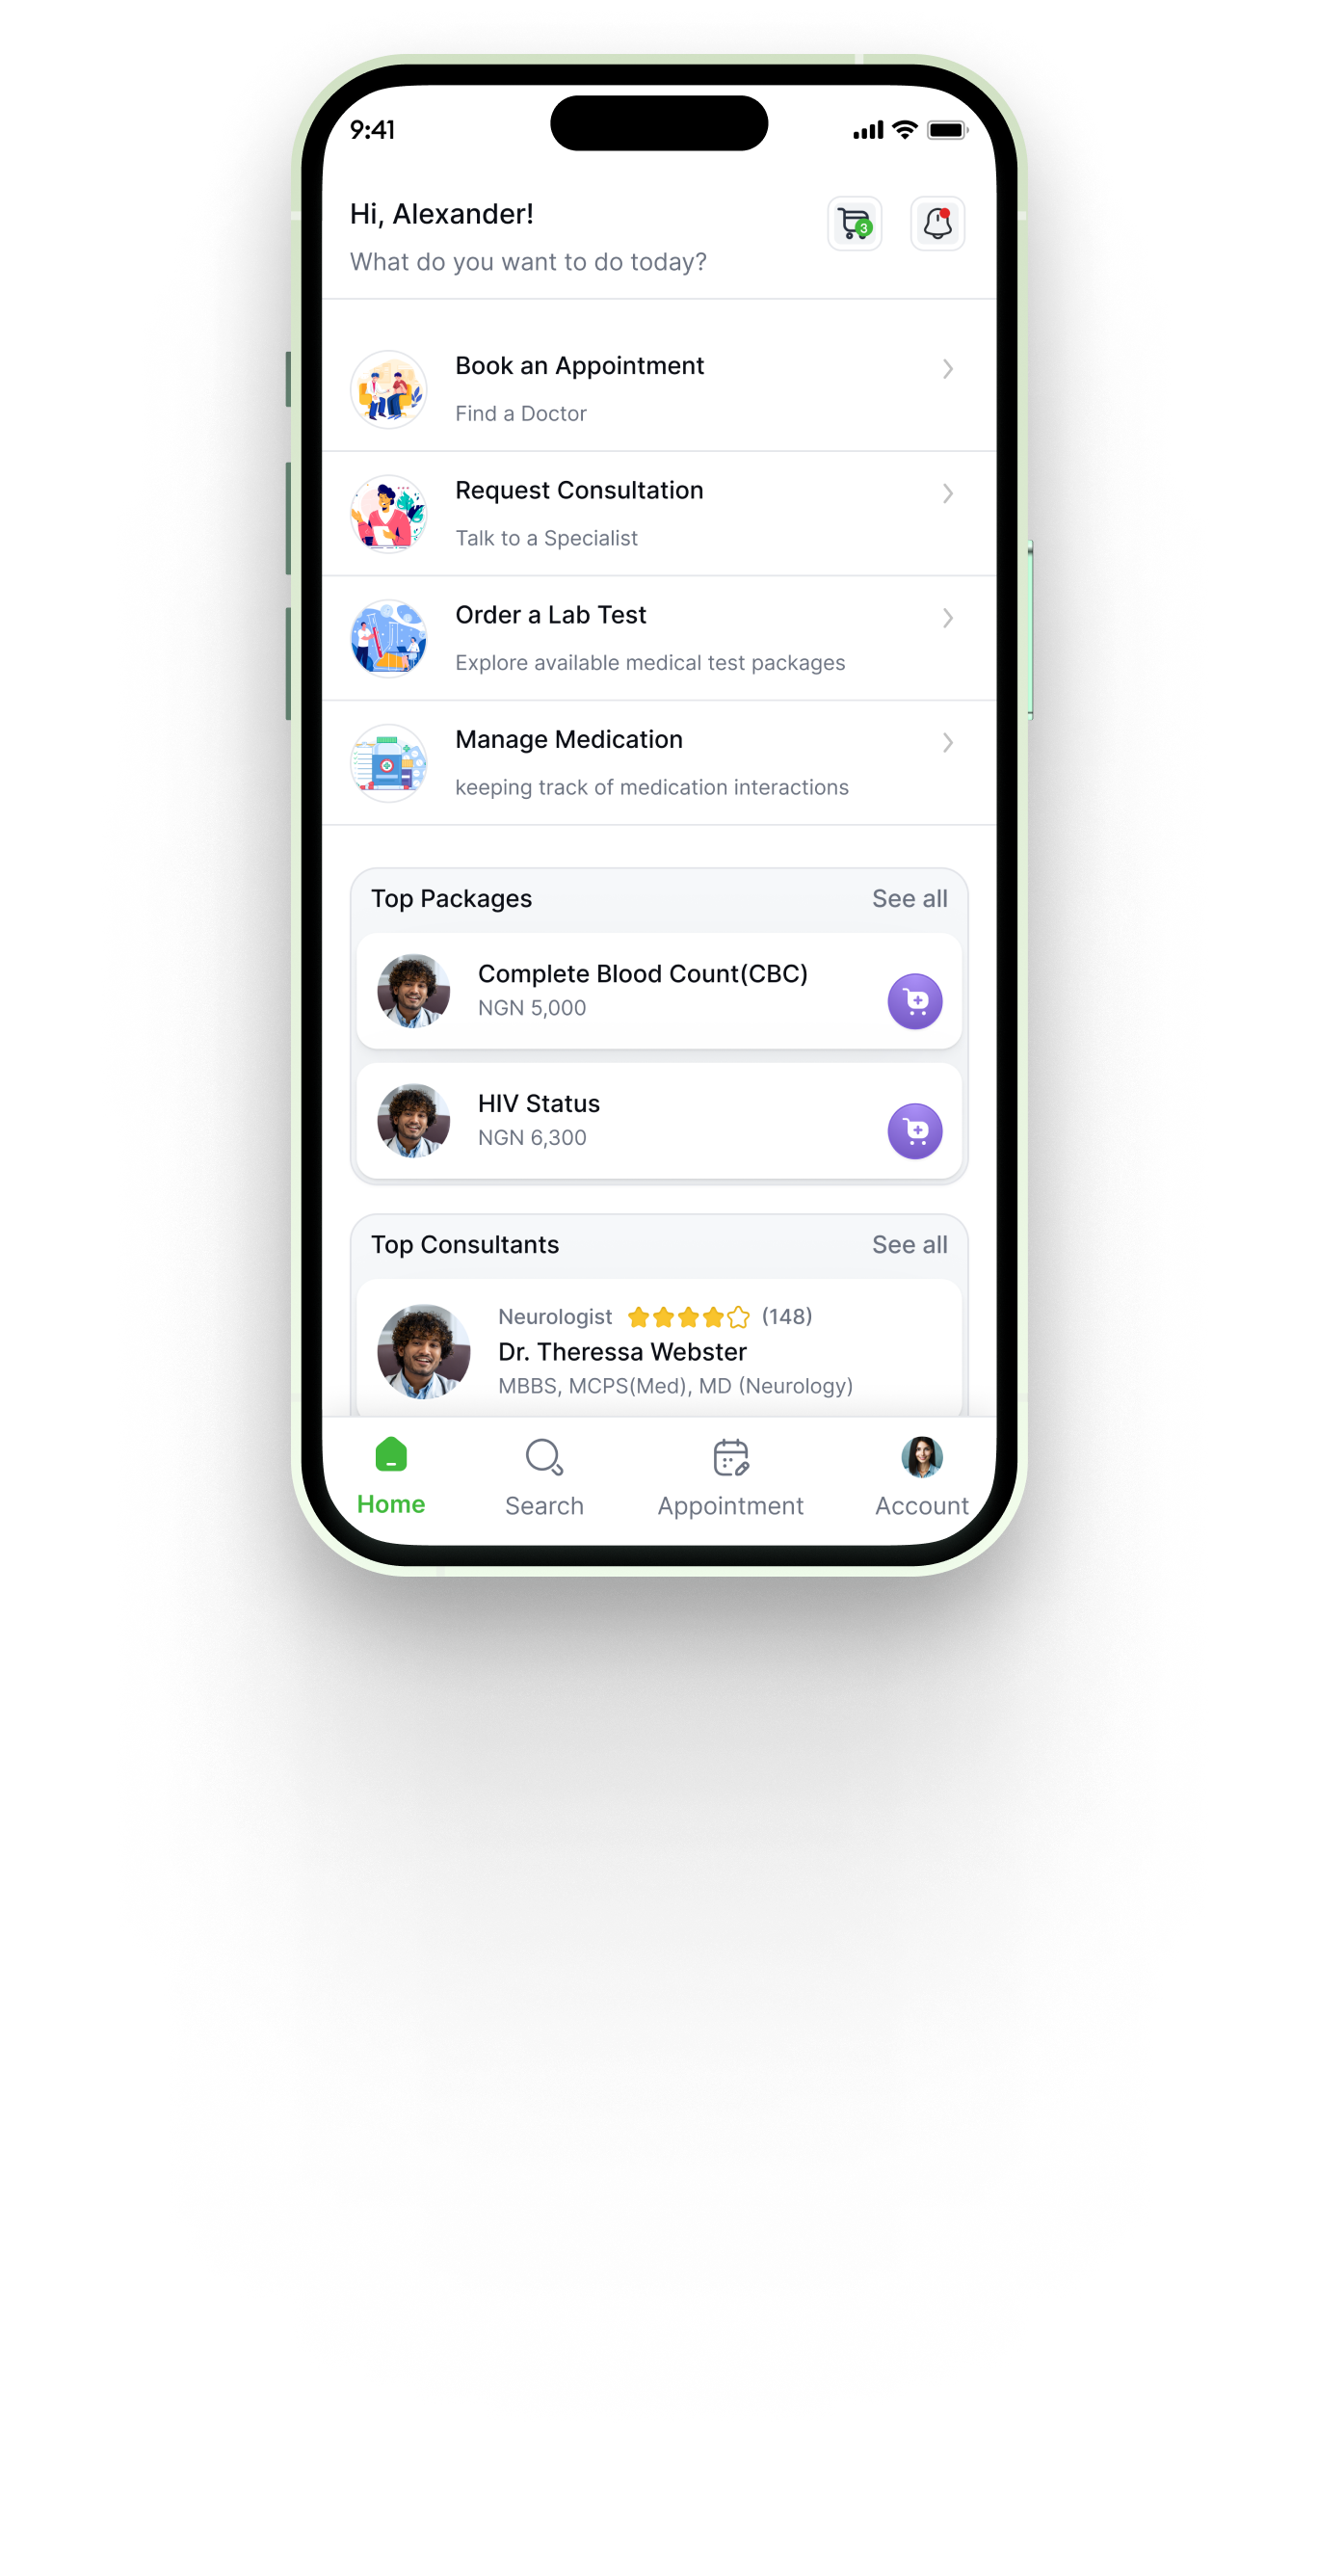 9:41
Hi, Alexander!
3
What do you want to do today?
Book an Appointment
Find a Doctor
Request Consultation
Talk to a Specialist
Order a Lab Test
Explore available medical test packages
Manage Medication
keeping track of medication interactions
Top Packages See all
Complete Blood Count(CBC)
NGN 5,000
HIV Status
NGN 6,300
Top Consultants See all
Neurologist (148)
Dr. Theressa Webster
MBBS, MCPS(Med), MD (Neurology)
Home Search Appointment Account